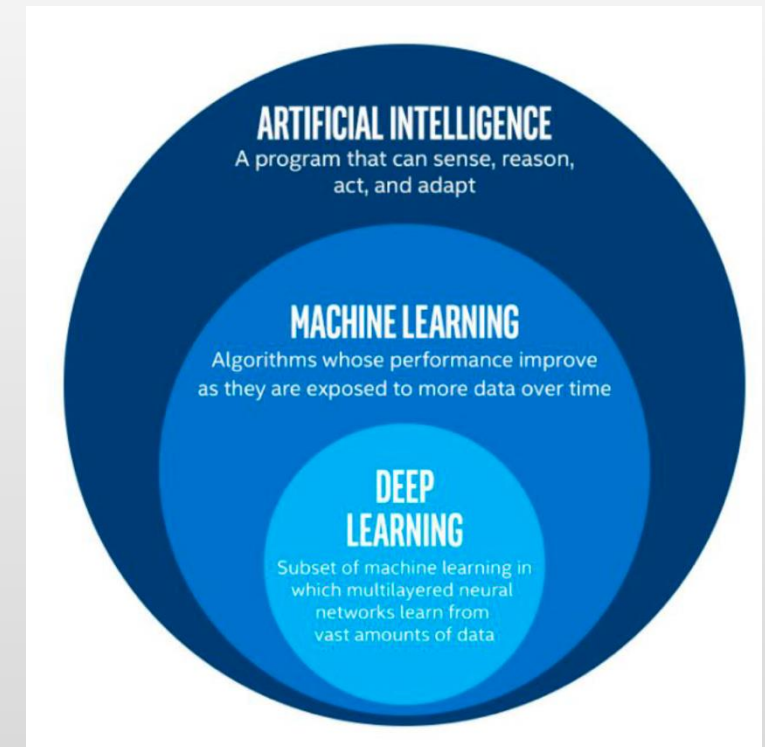 ARTIFICIAL INTELLIGENCE
A program that can sense, reason,
act, and adapt
MACHINE LEARNING
Algorithms whose performance improve
as they are exposed to more data over time
DEEP
LEARNING
Subset of machine learning in
which multilayered neural
networks learn from
vast amounts of data